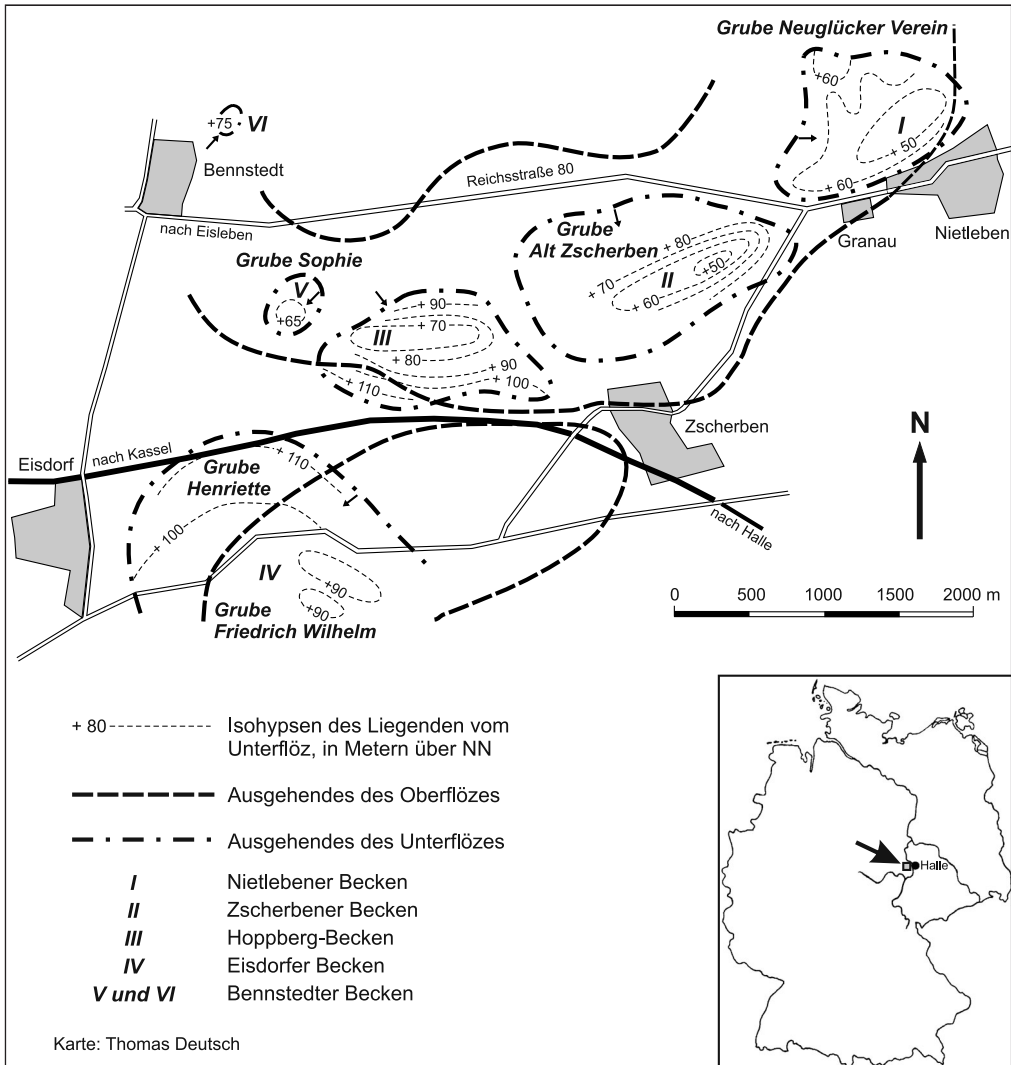 Grube Neuglücker Verein
+60
I
+ 50
+ 60
+75
VI
Bennstedt
Reichsstraße 80
nach Eisleben
Granau
Nietleben
Grube
Alt Zscherben
+ 80
+50
II
+ 70
+ 60
Grube Sophie
V
+65
+ 90
+ 70
III
+ 80
+ 90
+ 100
+ 110
Zscherben
N
Eisdorf
nach Kassel
Grube
Henriette
+ 110
+ 100
nach Halle
IV
+90
+90
Grube
Friedrich Wilhelm
0 500 1000 1500 2000 m
+ 80 Isohypsen des Liegenden vom
Unterflöz, in Metern über NN
Ausgehendes des Oberflözes
Ausgehendes des Unterflözes
I Nietlebener Becken
II Zscherbener Becken
III Hoppberg-Becken
IV Eisdorfer Becken
V und VI Bennstedter Becken
Karte: Thomas Deutsch
Halle